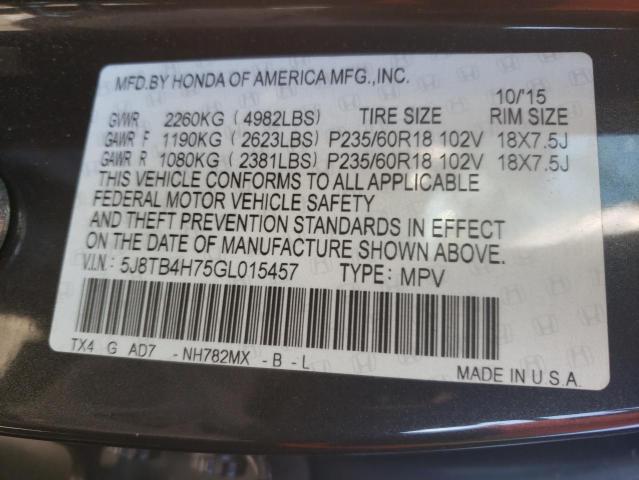 MFD.BY HONDA OF AMERICA MFG.,INC.
10/'15
GVWR 2260KG (4982LBS) TIRE SIZE RIM SIZE
GAWR F 1190KG (2623LBS) P235/60R18 102V 18X7.5J
GAWR R 1080KG (2381LBS) P235/60R18 102V 18X7.5J
THIS VEHICLE CONFORMS TO ALL APPLICABLE
FEDERAL MOTOR VEHICLE SAFETY
AND THEFT PREVENTION STANDARDS IN EFFECT
ON THE DATE OF MANUFACTURE SHOWN ABOVE.
V.I.N: 5J8TB4H75GL015457 TYPE: MPV
TX4 G AD7 -NH782MX -B -L
MADE IN U.S.A.